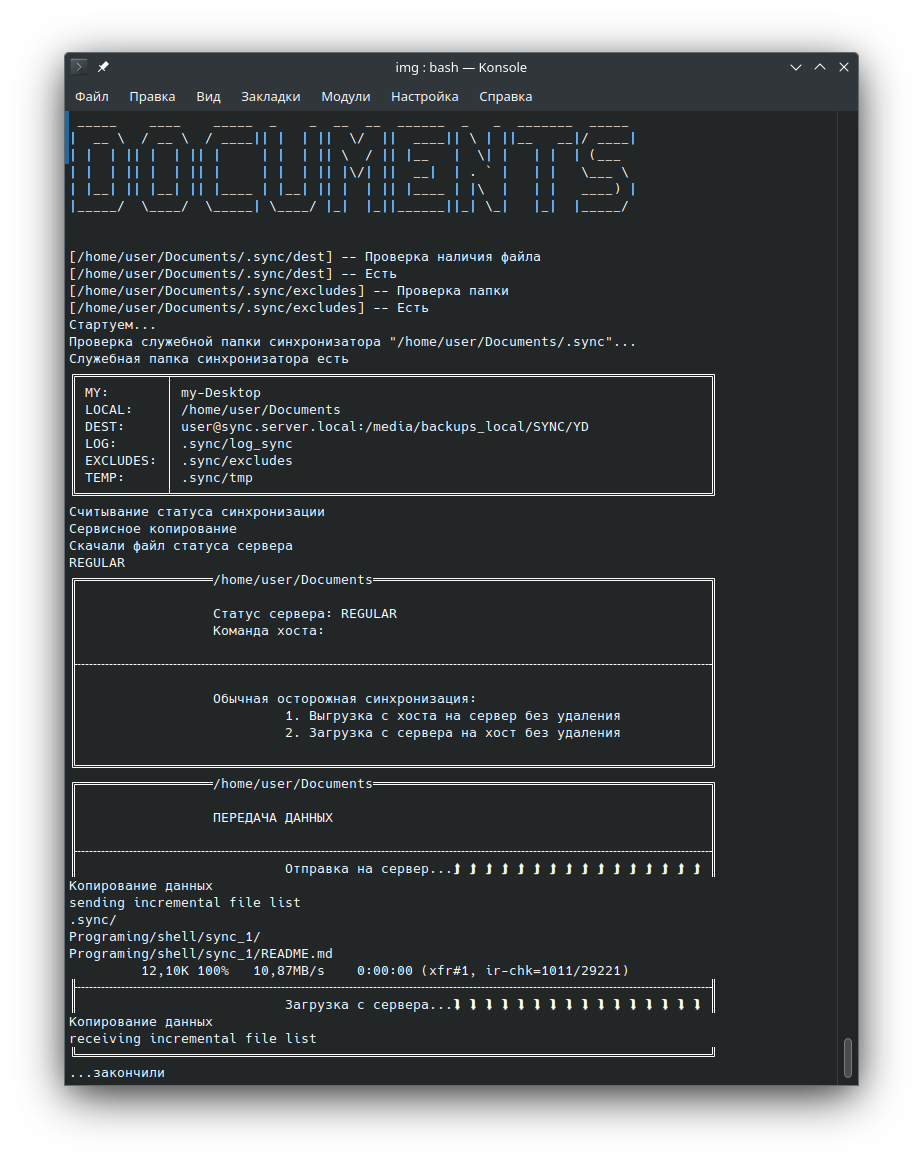 img : bash — Konsole
Файл Правка Вид Закладки Модули Настройка Справка
DOCUMENTS
[/home/user/Documents/.sync/dest] -- Проверка наличия файла
[/home/user/Documents/.sync/dest] -- Есть
[/home/user/Documents/.sync/excludes] -- Проверка папки
[/home/user/Documents/.sync/excludes] -- Есть
Стартуем...
Проверка служебной папки синхронизатора "/home/user/Documents/.sync"...
Служебная папка синхронизатора есть
MY: my-Desktop
LOCAL: /home/user/Documents
DEST: user@sync.server.local:/media/backups_local/SYNC/YD
LOG: .sync/log_sync
EXCLUDES: .sync/excludes
TEMP: .sync/tmp
Считывание статуса синхронизации
Сервисное копирование
Скачали файл статуса сервера
REGULAR
/home/user/Documents
Статус сервера: REGULAR
Команда хоста:
Обычная осторожная синхронизация:
1. Выгрузка с хоста на сервер без удаления
2. Загрузка с сервера на хост без удаления
/home/user/Documents
ПЕРЕДАЧА ДАННЫХ
Отправка на сервер...⬆ ⬆ ⬆ ⬆ ⬆ ⬆ ⬆ ⬆ ⬆ ⬆ ⬆ ⬆ ⬆ ⬆ ⬆ ⬆
Копирование данных
sending incremental file list
.sync/
Programing/shell/sync_1/
Programing/shell/sync_1/README.md
12,10K 100% 10,87MB/s 0:00:00 (xfr#1, ir-chk=1011/29221)
Загрузка с сервера...⬇ ⬇ ⬇ ⬇ ⬇ ⬇ ⬇ ⬇ ⬇ ⬇ ⬇ ⬇ ⬇ ⬇ ⬇ ⬇
Копирование данных
receiving incremental file list
...закончили